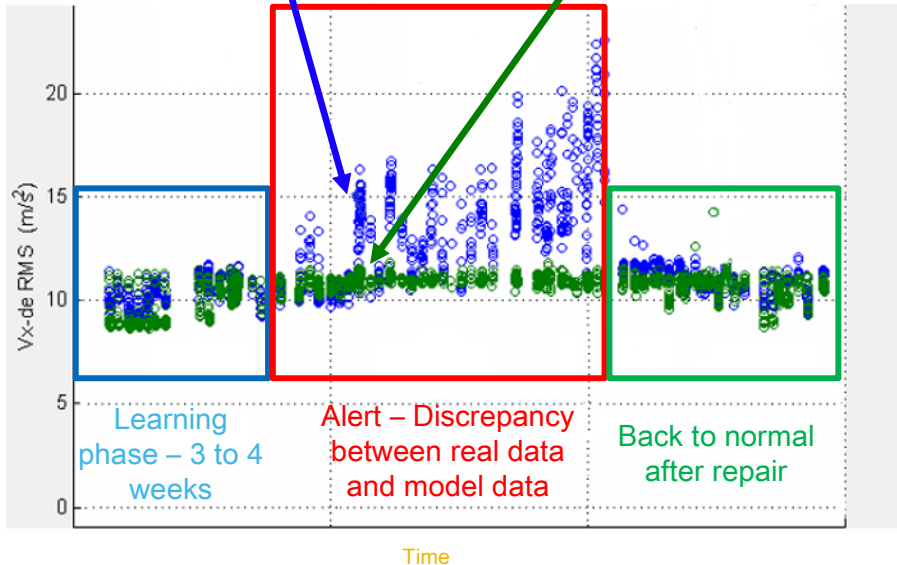 20
15
10
5
0
Vx-de RMS (m/s²)
Learning
phase – 3 to 4
weeks
Alert – Discrepancy
between real data
and model data
Back to normal
after repair
Time